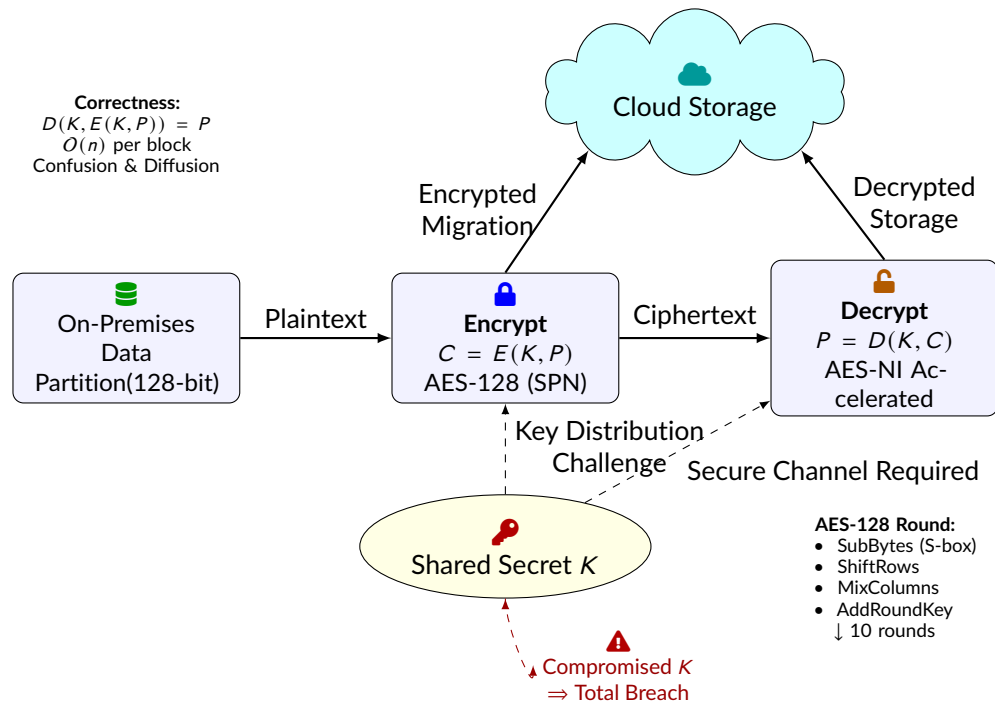 Cloud Storage
Correctness:
D(K, E(K, P)) = P
O(n) per block
Confusion & Diffusion
Encrypted
Migration
Decrypted
Storage
On-Premises
Data
Partition(128-bit)
Plaintext
Encrypt
C = E(K, P)
AES-128 (SPN)
Ciphertext
Decrypt
P = D(K, C)
AES-NI Ac-
celerated
Key Distribution
Challenge
Secure Channel Required
Shared Secret K
AES-128 Round:
• SubBytes (S-box)
• ShiftRows
• MixColumns
• AddRoundKey
↓ 10 rounds
Compromised K
⇒ Total Breach